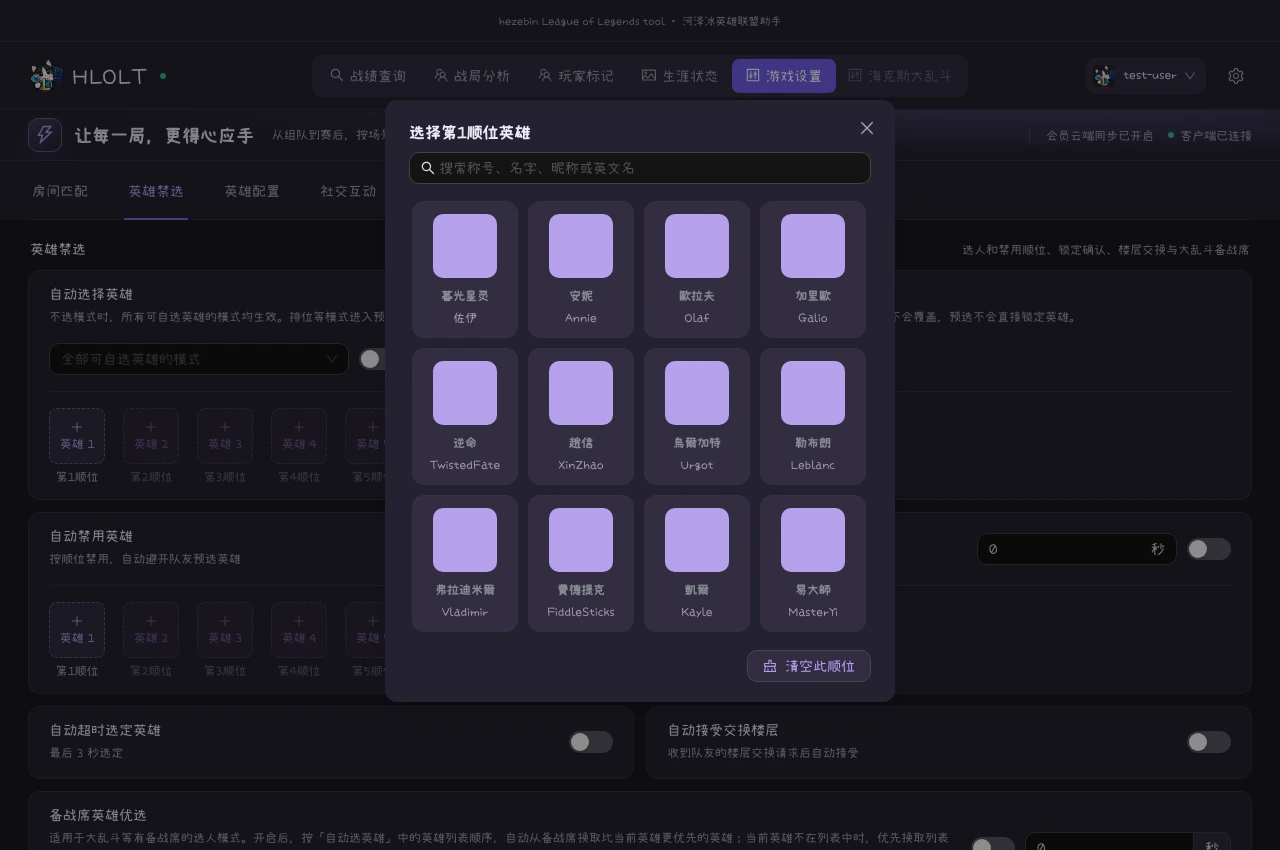 hezebin League of Legends tool · 河泽冰英雄联盟助手
HLOLT
战绩查询
战局分析
玩家标记
生涯状态
游戏设置
海克斯大乱斗
test-user
让每一局，更得心应手
从组队到赛后，按场景
会员云端同步已开启
客户端已连接
房间匹配
英雄禁选
英雄配置
社交互动
英雄禁选
选人和禁用顺位、锁定确认、楼层交换与大乱斗备战席
自动选择英雄
不选模式时，所有可自选英雄的模式均生效。排位等模式进入预
不会覆盖，预选不会直接锁定英雄。
全部可自选英雄的模式
英雄 1
英雄 2
英雄 3
英雄 4
英雄
第1顺位
第2顺位
第3顺位
第4顺位
第5顺位
自动禁用英雄
按顺位禁用，自动避开队友预选英雄
0
秒
英雄 1
英雄 2
英雄 3
英雄 4
英雄
第1顺位
第2顺位
第3顺位
第4顺位
第5顺位
自动超时选定英雄
最后 3 秒选定
自动接受交换楼层
收到队友的楼层交换请求后自动接受
备战席英雄优选
适用于大乱斗等有备战席的选人模式。开启后，按「自动选英雄」中的英雄列表顺序，自动从备战席换取比当前英雄更优先的英雄；当前英雄不在列表中时，优先换取列表
0
秒
选择第1顺位英雄
搜索称号、名字、昵称或英文名
暮光星灵
佐伊
安妮
Annie
歐拉夫
Olaf
加里歐
Galio
逆命
TwistedFate
趙信
XinZhao
烏爾加特
Urgot
勒布朗
Leblanc
弗拉迪米爾
Vladimir
費德提克
FiddleSticks
凱爾
Kayle
易大師
MasterYi
清空此顺位